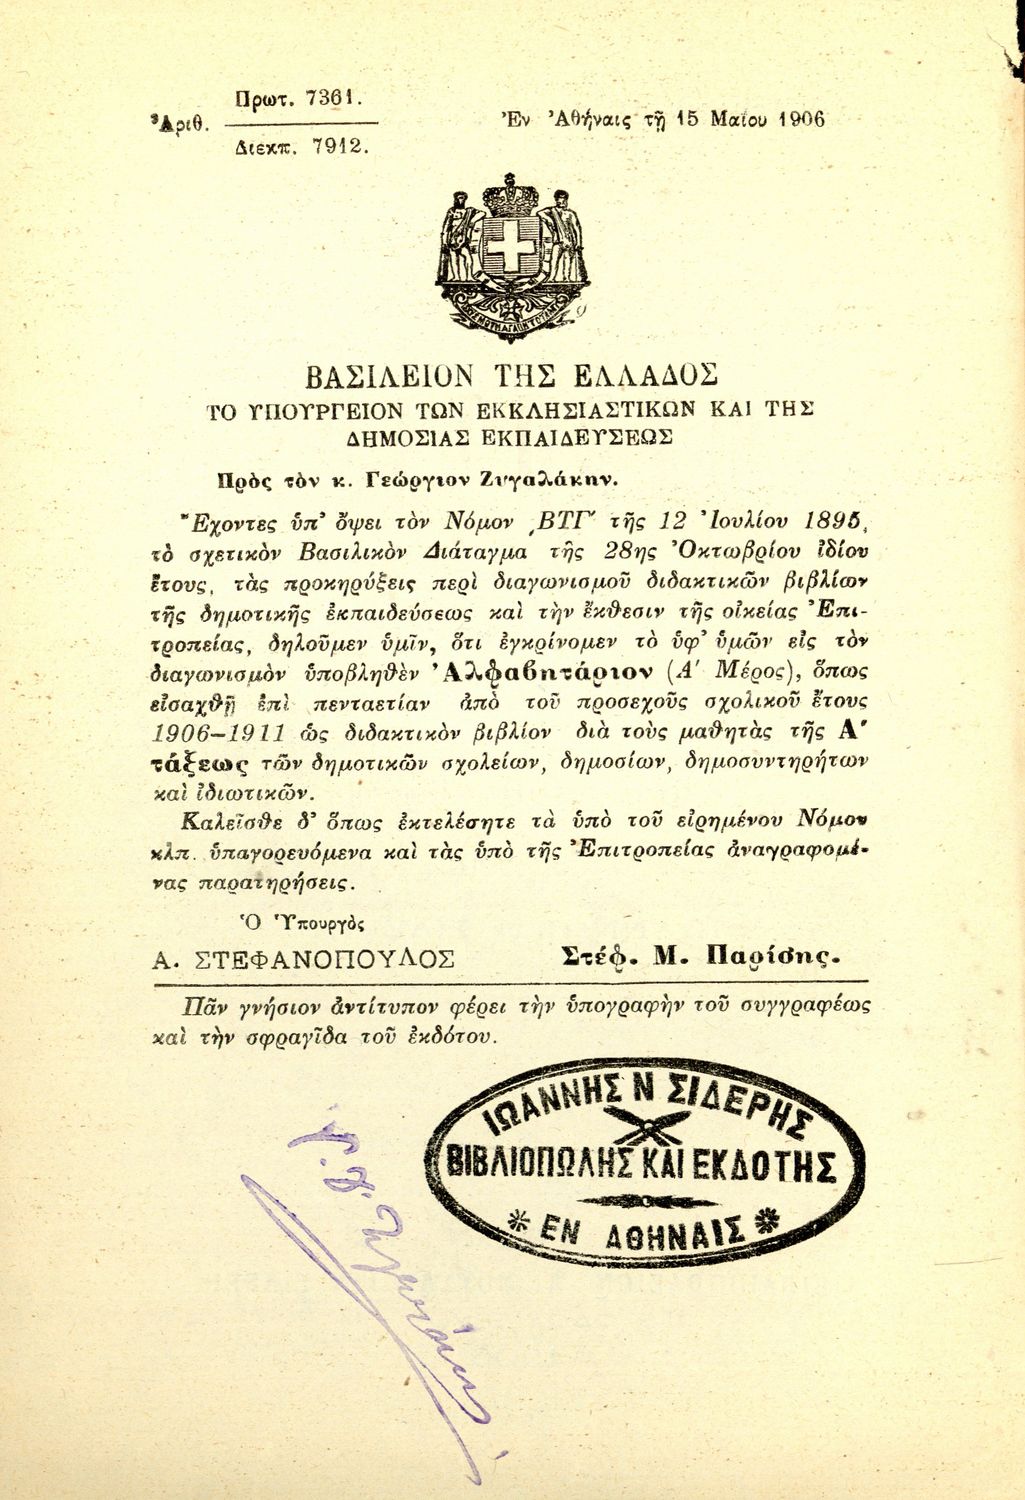 Πρωτ. 7361.
Ἀριθ.
Διεκπ. 7912.
Ἐν Ἀθήναις τῇ 15 Μαΐου 1906
ΒΑΣΙΛΕΙΟΝ ΤΗΣ ΕΛΛΑΔΟΣ
ΤΟ ΥΠΟΥΡΓΕΙΟΝ ΤΩΝ ΕΚΚΛΗΣΙΑΣΤΙΚΩΝ ΚΑΙ ΤΗΣ
ΔΗΜΟΣΙΑΣ ΕΚΠΑΙΔΕΥΣΕΩΣ
Πρὸς τὸν κ. Γεώργιον Ζυγαλάκην.
Ἔχοντες ὑπ' ὄψει τὸν Νόμον ͵ΒΤΓ' τῆς 12 Ἰουλίου 1895,
τὸ σχετικὸν Βασιλικὸν Διάταγμα τῆς 28ης Ὀκτωβρίου ἰδίου
ἔτους, τὰς προκηρύξεις περὶ διαγωνισμοῦ διδακτικῶν βιβλίων
τῆς δημοτικῆς ἐκπαιδεύσεως καὶ τὴν ἔκθεσιν τῆς οἰκείας Ἐπι-
τροπείας, δηλοῦμεν ὑμῖν, ὅτι ἐγκρίνομεν τὸ ὑφ' ὑμῶν εἰς τὸν
διαγωνισμὸν ὑποβληθὲν Ἀλφαβητάριον (Α' Μέρος), ὅπως
εἰσαχθῇ ἐπὶ πενταετίαν ἀπὸ τοῦ προσεχοῦς σχολικοῦ ἔτους
1906–1911 ὡς διδακτικὸν βιβλίον διὰ τοὺς μαθητὰς τῆς Α'
τάξεως τῶν δημοτικῶν σχολείων, δημοσίων, δημοσυντηρήτων
καὶ ἰδιωτικῶν.
Καλεῖσθε δ' ὅπως ἐκτελέσητε τὰ ὑπὸ τοῦ εἰρημένου Νόμου
κλπ. ὑπαγορευόμενα καὶ τὰς ὑπὸ τῆς Ἐπιτροπείας ἀναγραφομέ-
νας παρατηρήσεις.
Ὁ Ὑπουργὸς
Α. ΣΤΕΦΑΝΟΠΟΥΛΟΣ
Στέφ. Μ. Παρίσης.
Πᾶν γνήσιον ἀντίτυπον φέρει τὴν ὑπογραφὴν τοῦ συγγραφέως
καὶ τὴν σφραγῖδα τοῦ ἐκδότου.
ΙΩΑΝΝΗΣ Ν ΣΙΔΕΡΗΣ
ΒΙΒΛΙΟΠΩΛΗΣ ΚΑΙ ΕΚΔΟΤΗΣ
ΕΝ ΑΘΗΝΑΙΣ